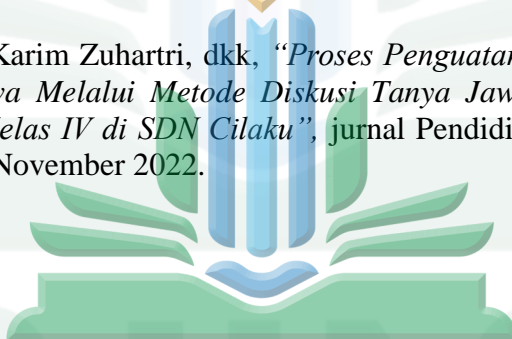 Karim Zuhartri, dkk, “Proses Penguatan
Melalui Metode Diskusi Tanya Jaw
elas IV di SDN Cilaku”, jurnal Pendidi
November 2022.